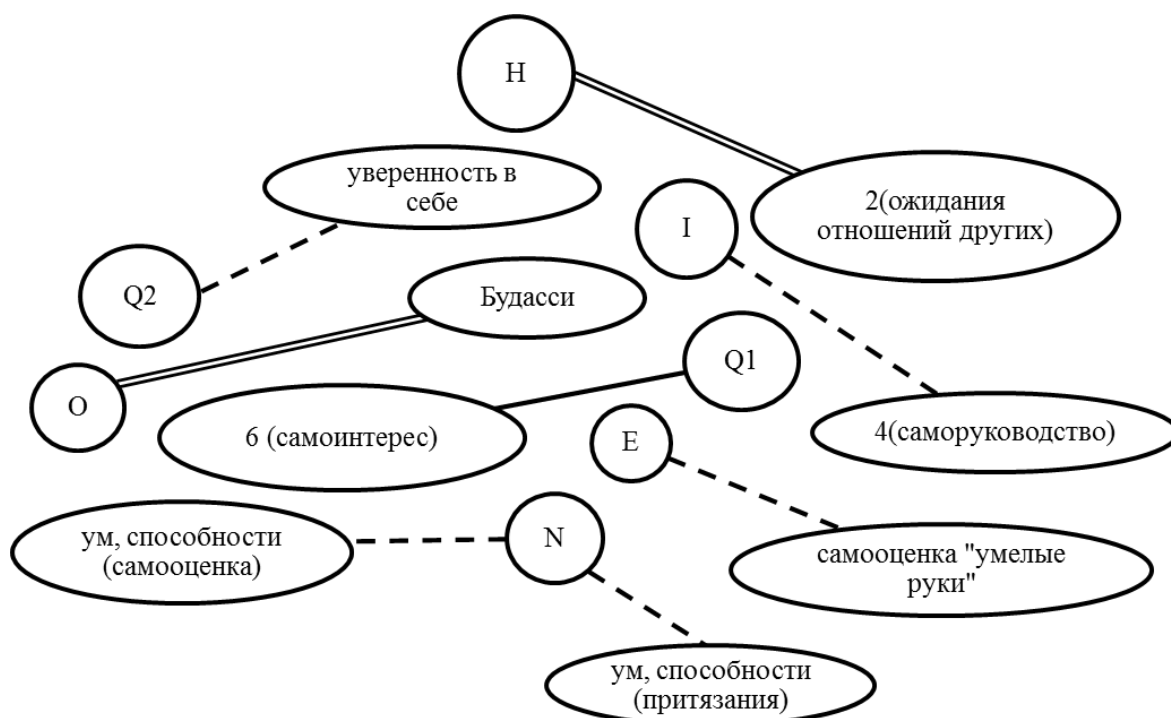 H
уверенность в
себе
2(ожидания
отношений других)
I
Q2
Будасси
Q1
O
6 (самоинтерес)
E
4(саморуководство)
ум, способности
(самооценка)
N
самооценка "умелые
руки"
ум, способности
(притязания)